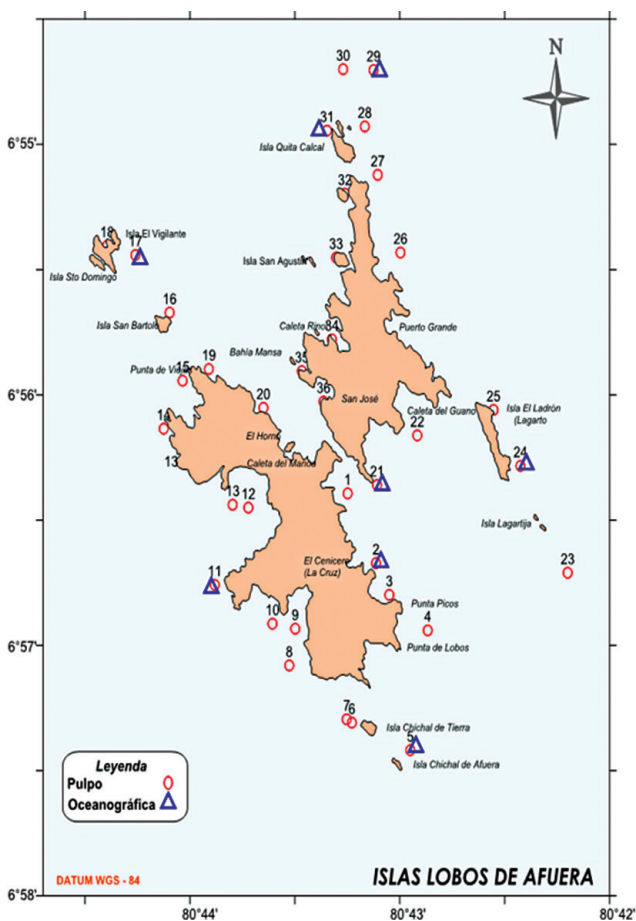 30 29
N
31 28
6°55'
Isla Quita Calcal
27
32
18 Isla El Vigilante
17
33 26
Isla San Agustín
Isla Sto Domingo
16
Isla San Bartolo
Caleta Rino 34 Puerto Grande
Bahía Mansa
19
Punta de
15 35
6°56'
20 36 San José
25
Isla El Ladrón
(Lagarto
Caleta del Guano
14 22
El Horno
13 Caleta del
24
21
1
13 12
Isla Lagartija
2
El Cenicero
(La Cruz)
23
11
3
Punta Picos
10 9 4
6°57'
Punta de Lobos
8
7 6
Isla Chichal de Tierra
5
Isla Chichal de Afuera
Leyenda
Pulpo
Oceanográfica
DATUM WGS - 84
ISLAS LOBOS DE AFUERA
6°58'
80°44' 80°43' 80°42'